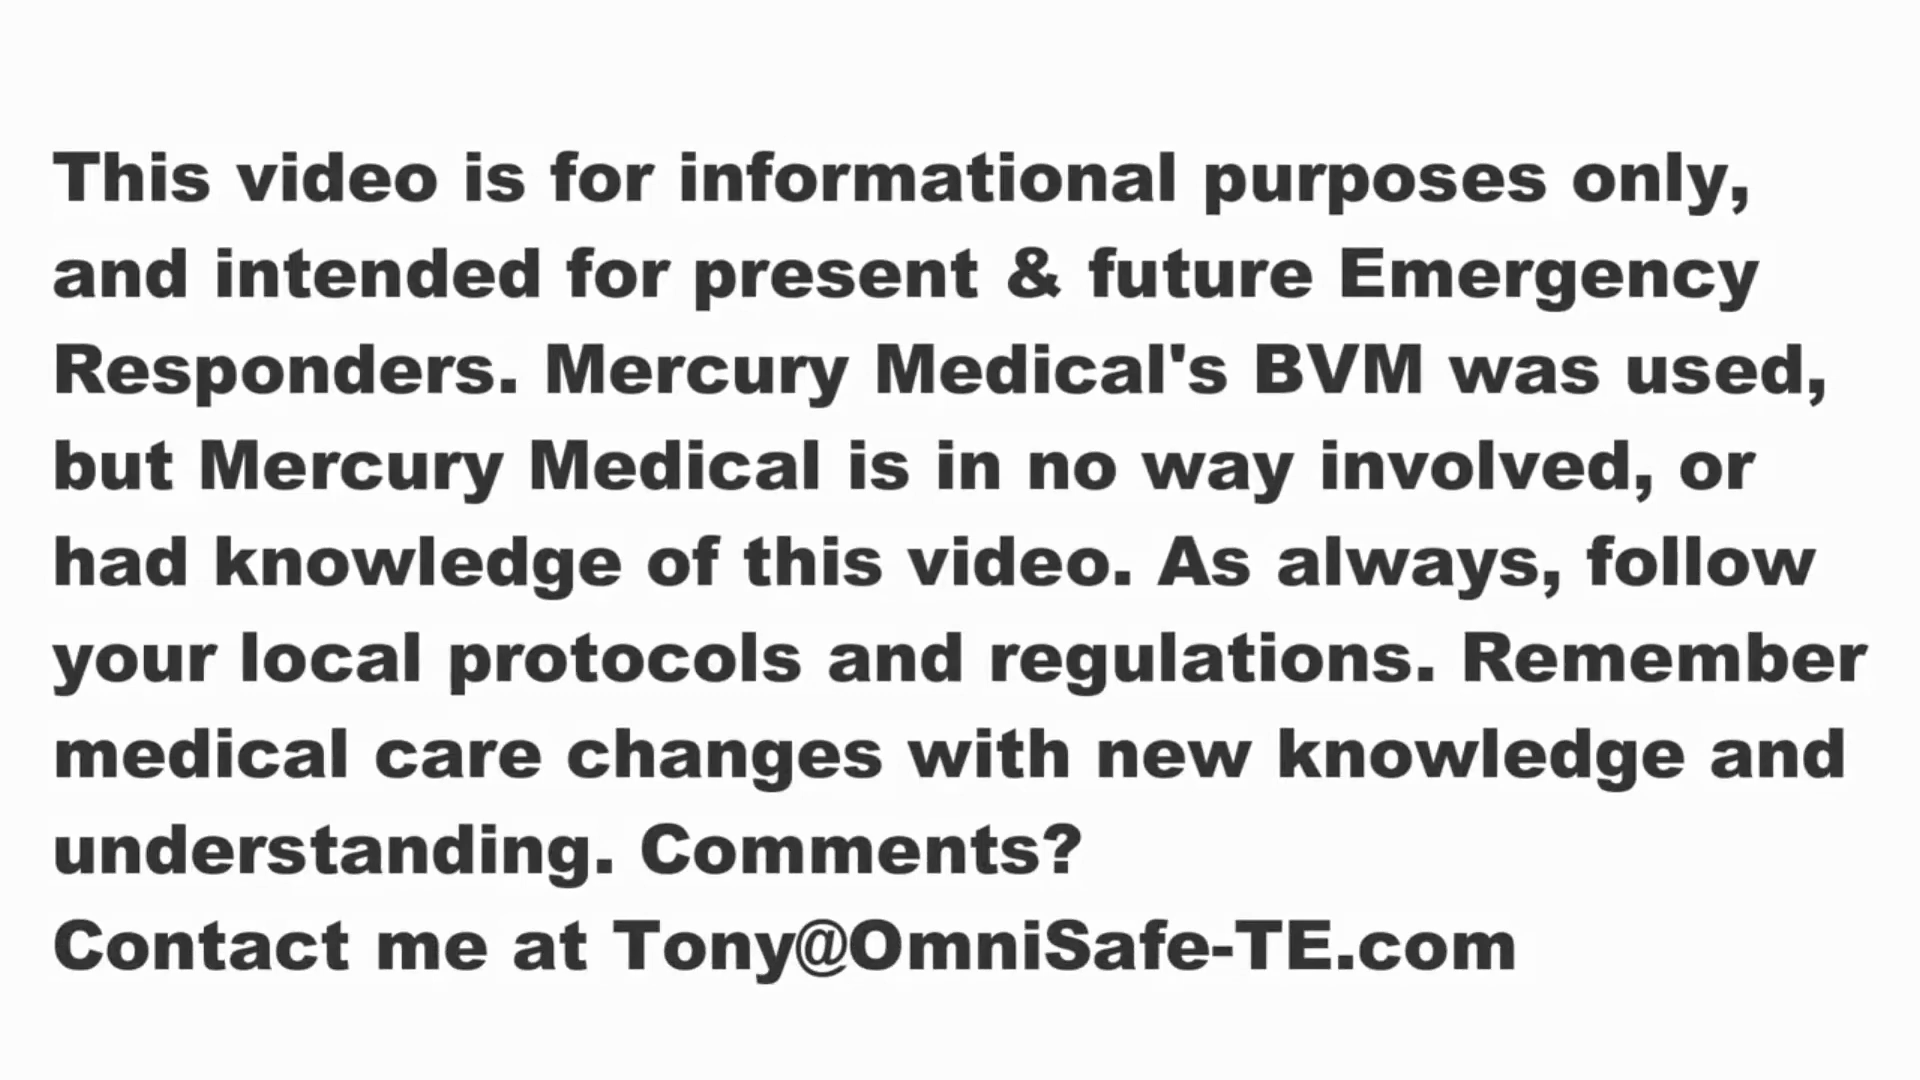 This video is for informational purposes only,
and intended for present & future Emergency
Responders. Mercury Medical's BVM was used,
but Mercury Medical is in no way involved, or
had knowledge of this video. As always, follow
your local protocols and regulations. Remember
medical care changes with new knowledge and
understanding. Comments?
Contact me at Tony@OmniSafe-TE.com